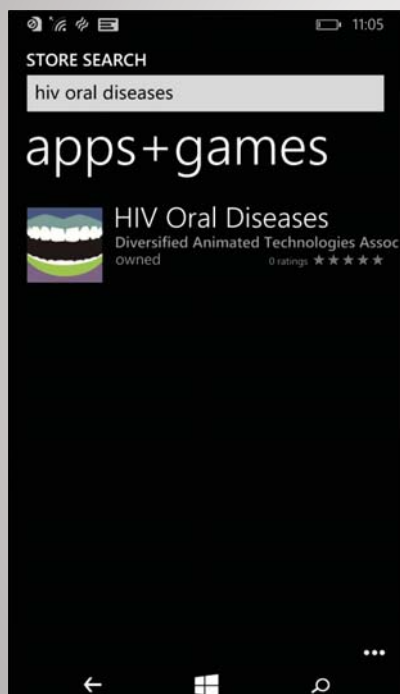 11:05
STORE SEARCH
hiv oral diseases
apps+games
HIV Oral Diseases
Diversified Animated Technologies Assoc
owned 0 ratings